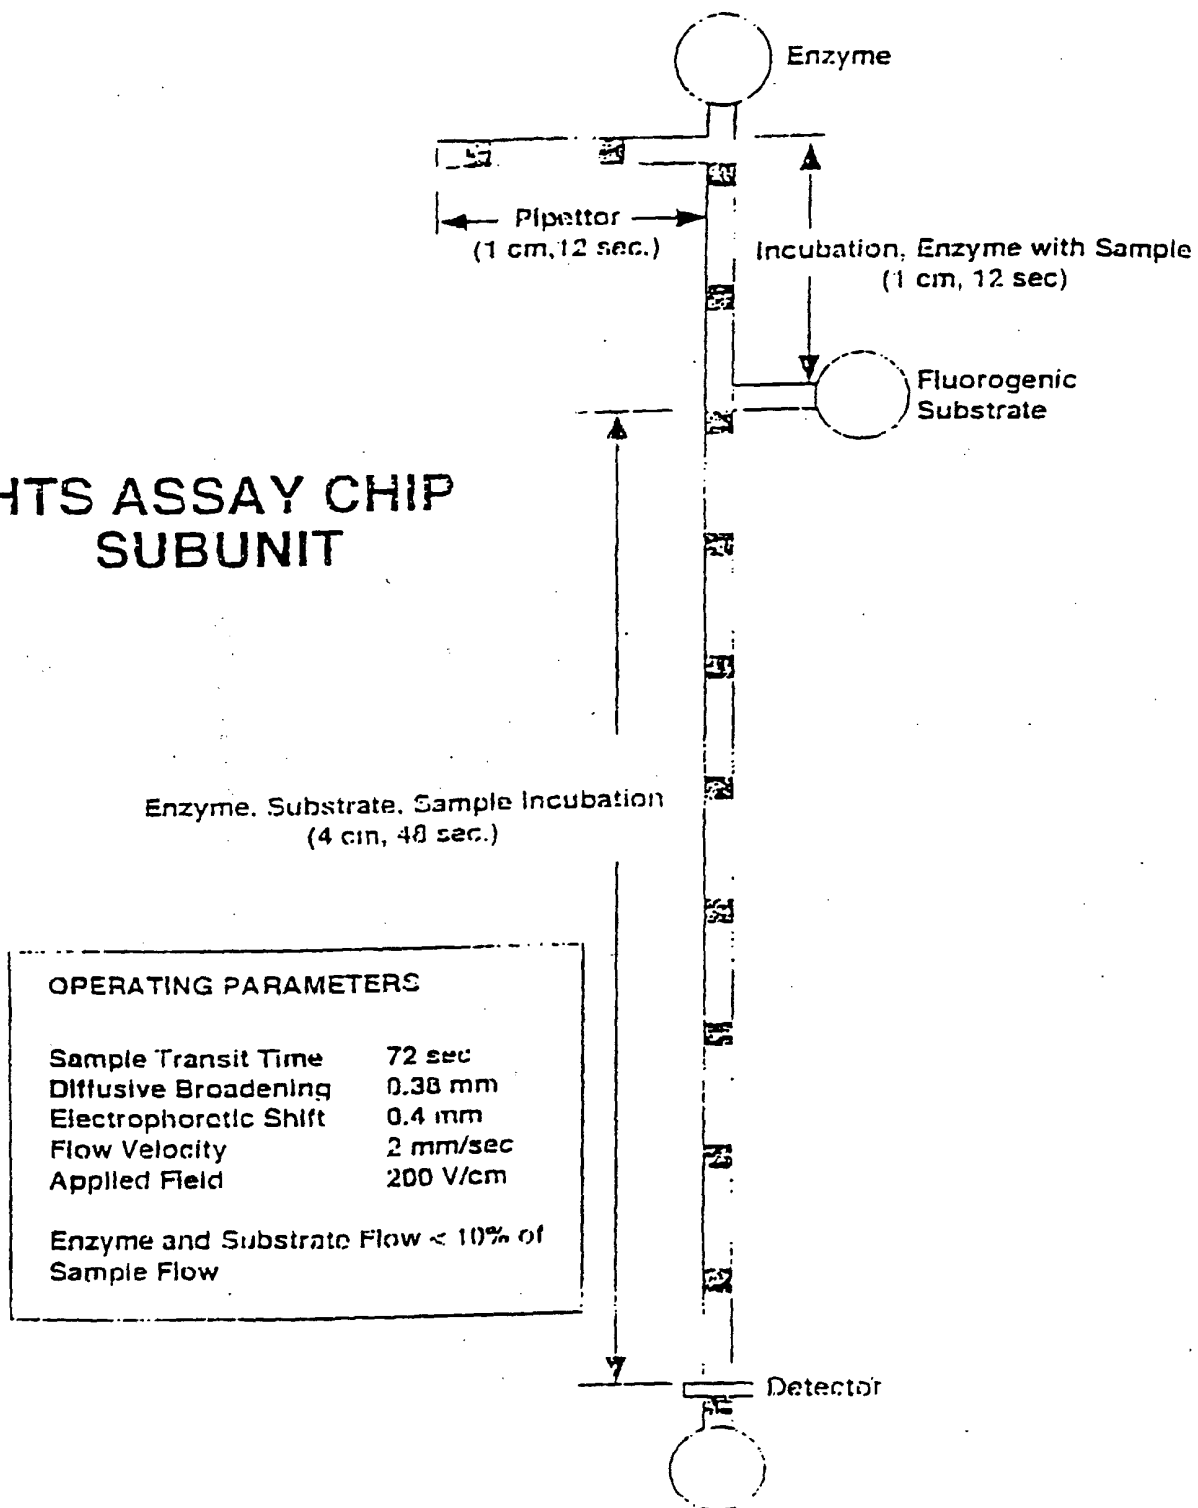 Enzyme
Pipettor
(1 cm, 12 sec.)
Incubation, Enzyme with Sample
(1 cm, 12 sec)
Fluorogenic
Substrate
HTS ASSAY CHIP
SUBUNIT
Enzyme, Substrate, Sample Incubation
(4 cm, 48 sec.)
OPERATING PARAMETERS
Sample Transit Time 72 sec
Diffusive Broadening 0.38 mm
Electrophoretic Shift 0.4 mm
Flow Velocity 2 mm/sec
Applied Field 200 V/cm
Enzyme and Substrate Flow < 10% of
Sample Flow
Detector